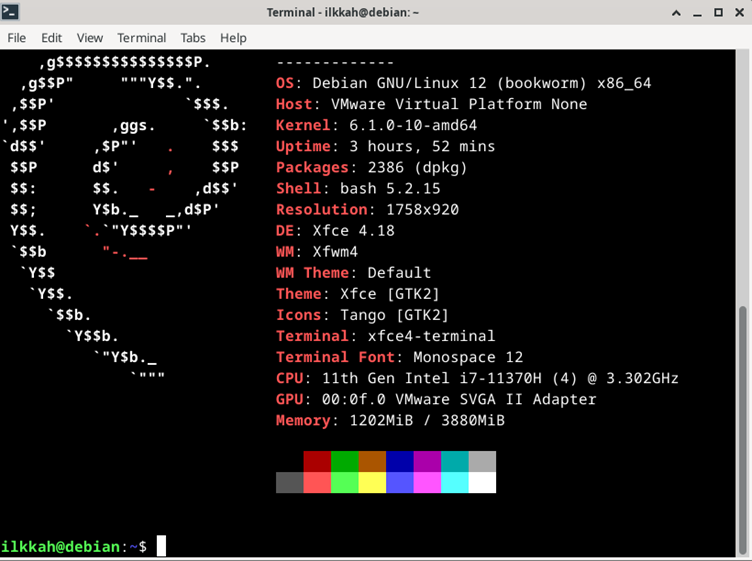 Terminal - ilkkah@debian: ~
File Edit View Terminal Tabs Help
,g$$$$$$$$$$$$$$$P. -------------
,g$$P" """Y$$.". OS: Debian GNU/Linux 12 (bookworm) x86_64
,$$P' `$$$. Host: VMware Virtual Platform None
',$$P ,ggs. `$$b: Kernel: 6.1.0-10-amd64
`d$$' ,$P"' . $$$ Uptime: 3 hours, 52 mins
$$P d$' , $$P Packages: 2386 (dpkg)
$$: $$. - ,d$$' Shell: bash 5.2.15
$$; Y$b._ _,d$P' Resolution: 1758x920
Y$$. `.`"Y$$$$P"' DE: Xfce 4.18
`$$b "-.__ WM: Xfwm4
`Y$$ WM Theme: Default
`Y$$. Theme: Xfce [GTK2]
`$$b. Icons: Tango [GTK2]
`Y$$b. Terminal: xfce4-terminal
`"Y$b._ Terminal Font: Monospace 12
`""" CPU: 11th Gen Intel i7-11370H (4) @ 3.302GHz
GPU: 00:0f.0 VMware SVGA II Adapter
Memory: 1202MiB / 3880MiB
ilkkah@debian:~$